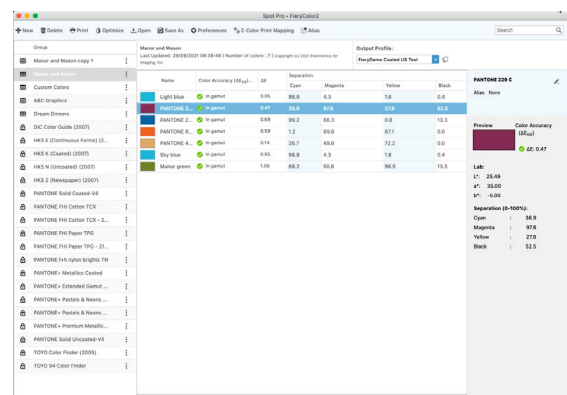 Spot Pro - FieryColor2
New Delete Print Optimize Open Save As Preferences 2-Color Print Mapping Alias Search
Group
Manor and Mason copy 1
Manor and Mason
Custom Colors
ABC Graphics
Dream Dinners
DIC Color Guide (2007)
HKS E (Continuous Forms) (2...
HKS K (Coated) (2007)
HKS N (Uncoated) (2007)
HKS Z (Newspaper) (2007)
PANTONE Solid Coated-V4
PANTONE FHI Cotton TCX
PANTONE FHI Cotton TCX - 2...
PANTONE FHI Paper TPG
PANTONE FHI Paper TPG - 21...
PANTONE f+h nylon brights TN
PANTONE+ Metallics Coated
PANTONE+ Extended Gamut ...
PANTONE+ Pastels & Neons ...
PANTONE+ Pastels & Neons ...
PANTONE+ Premium Metallic...
PANTONE Solid Uncoated-V4
TOYO Color Finder (2005)
TOYO 94 Color Finder
Manor and Mason
Last Updated: 28/09/2021 08:38:48 | Number of colors : 7 | Copyright (c) 2021 Electronics for
Imaging, Inc.
Output Profile:
FieryDemo Coated US Test
Name Color Accuracy (ΔE00)... ΔE Separation
Cyan Magenta Yellow Black
Light blue In gamut 0.95 98.8 4.3 1.8 0.4
PANTONE 2... In gamut 0.47 36.9 97.6 27.8 52.5
PANTONE 2... In gamut 0.69 99.2 66.3 0.8 13.3
PANTONE R... In gamut 0.59 1.2 89.8 87.1 0.0
PANTONE 4... In gamut 0.14 26.7 49.8 72.2 0.0
Sky blue In gamut 0.95 98.8 4.3 1.8 0.4
Manor green In gamut 1.00 68.2 50.6 96.5 13.3
PANTONE 229 C
Alias None
Preview Color Accuracy
(ΔE00)
ΔE: 0.47
Lab:
L*: 25.49
a*: 35.00
b*: -5.00
Separation (0-100%):
Cyan : 36.9
Magenta : 97.6
Yellow : 27.8
Black : 52.5